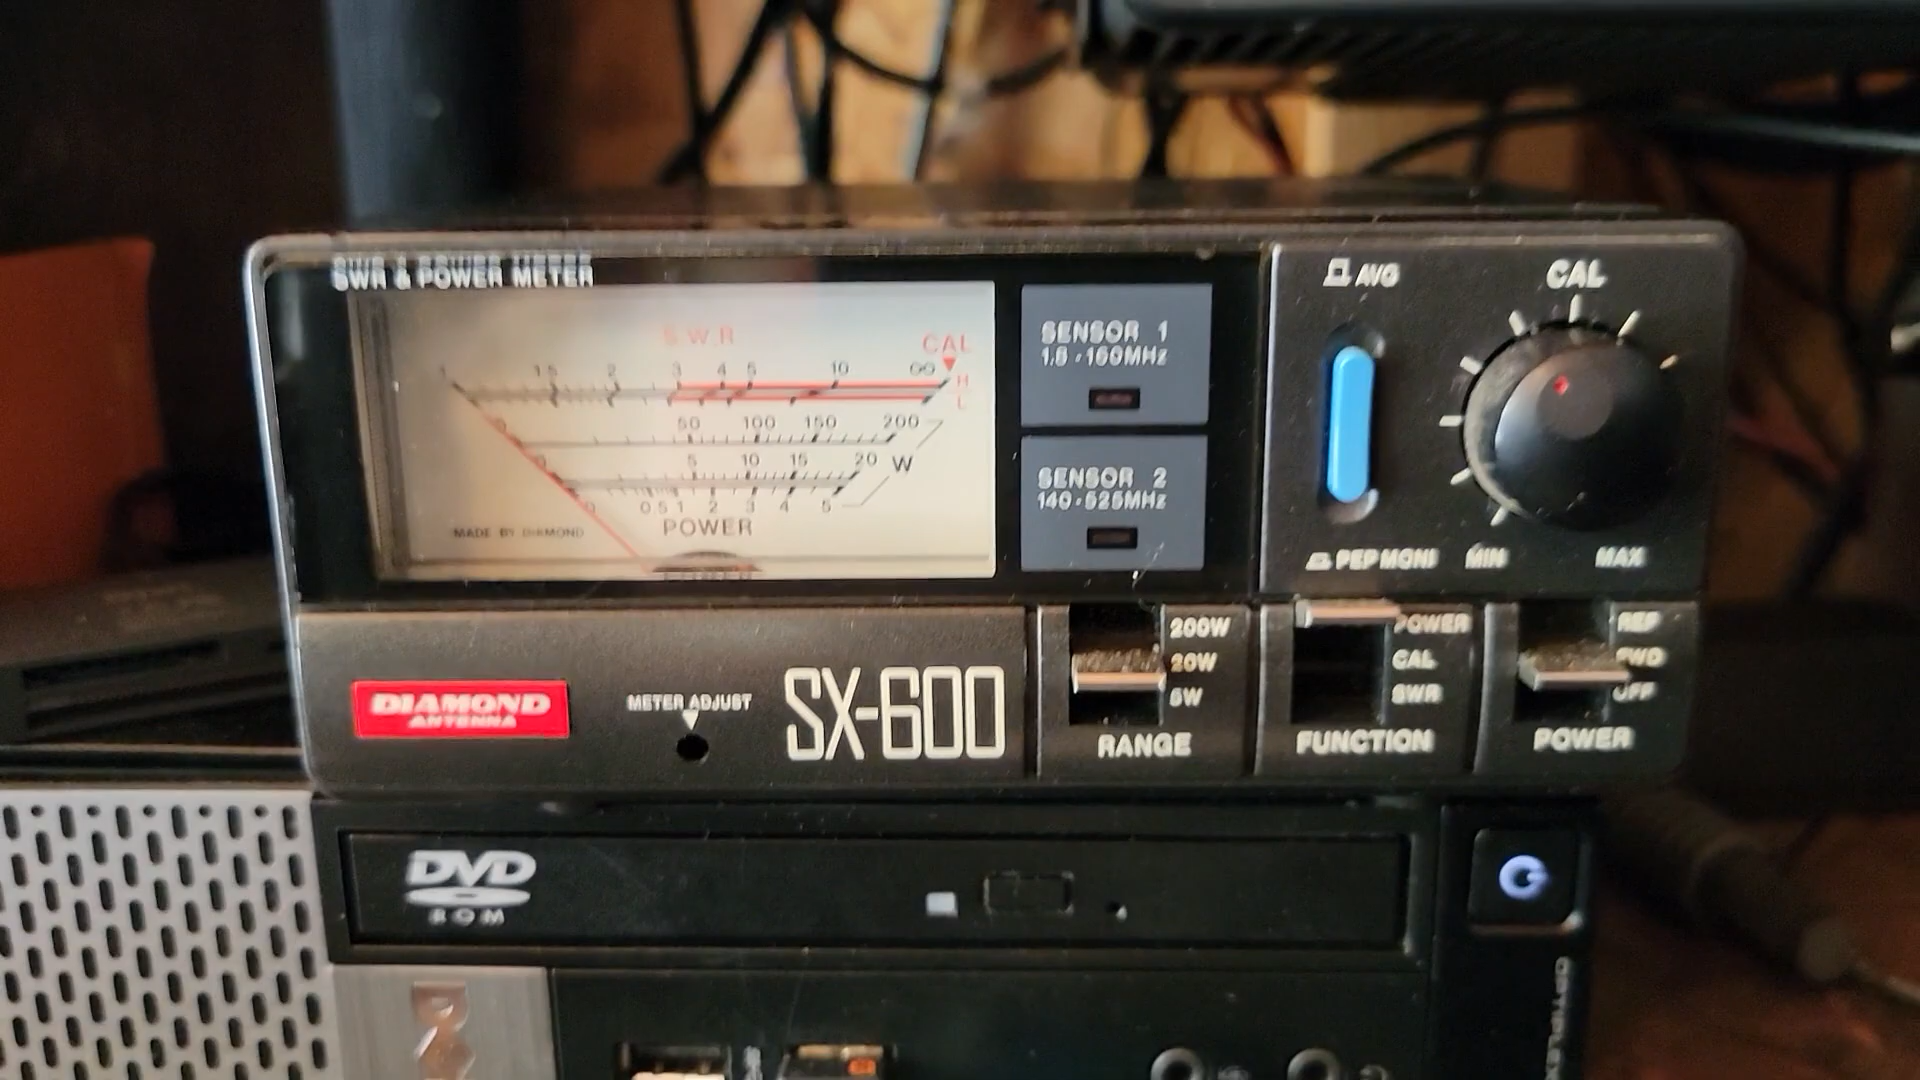 SWR & POWER METER
S.W.R
CAL
1 1.5 2 3 4 5 10 ∞
H
L
0 50 100 150 200
0 5 10 15 20 W
0 0.5 1 2 3 4 5
POWER
MADE BY DIAMOND
SENSOR 1
1.8-160MHz
SENSOR 2
140-525MHz
AVG
CAL
PEP MONI
MIN MAX
DIAMOND
ANTENNA
METER ADJUST
SX-600
200W
20W
5W
RANGE
POWER
CAL
SWR
FUNCTION
REF
FWD
OFF
POWER
DVD
ROM